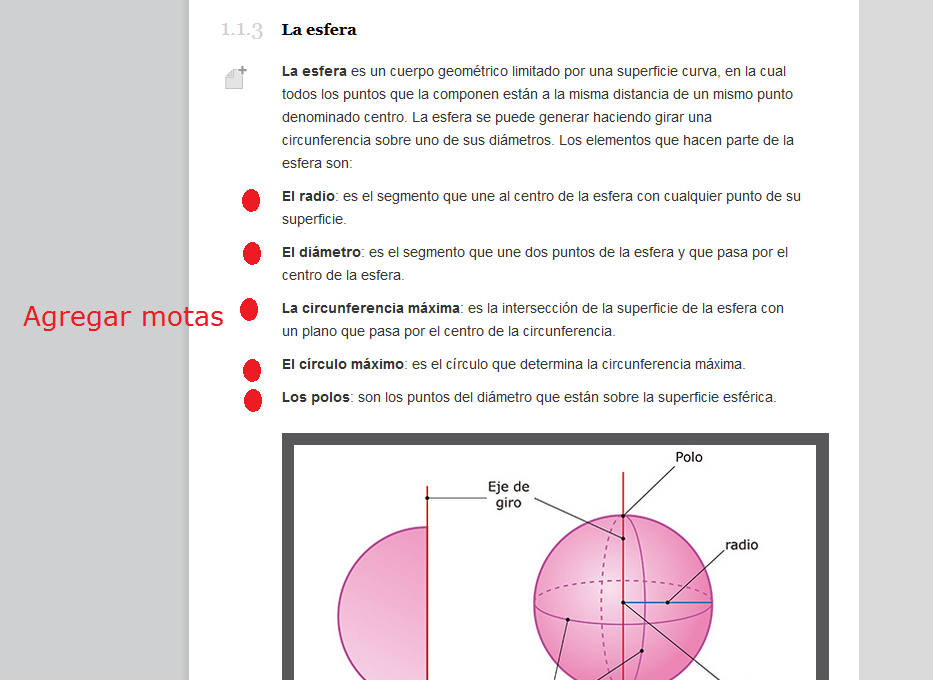 1.1.3 La esfera
La esfera es un cuerpo geométrico limitado por una superficie curva, en la cual
todos los puntos que la componen están a la misma distancia de un mismo punto
denominado centro. La esfera se puede generar haciendo girar una
circunferencia sobre uno de sus diámetros. Los elementos que hacen parte de la
esfera son:
El radio: es el segmento que une al centro de la esfera con cualquier punto de su
superficie.
El diámetro: es el segmento que une dos puntos de la esfera y que pasa por el
centro de la esfera.
La circunferencia máxima: es la intersección de la superficie de la esfera con
Agregar motas
un plano que pasa por el centro de la circunferencia.
El círculo máximo: es el círculo que determina la circunferencia máxima.
Los polos: son los puntos del diámetro que están sobre la superficie esférica.
Polo
Eje de
giro
radio